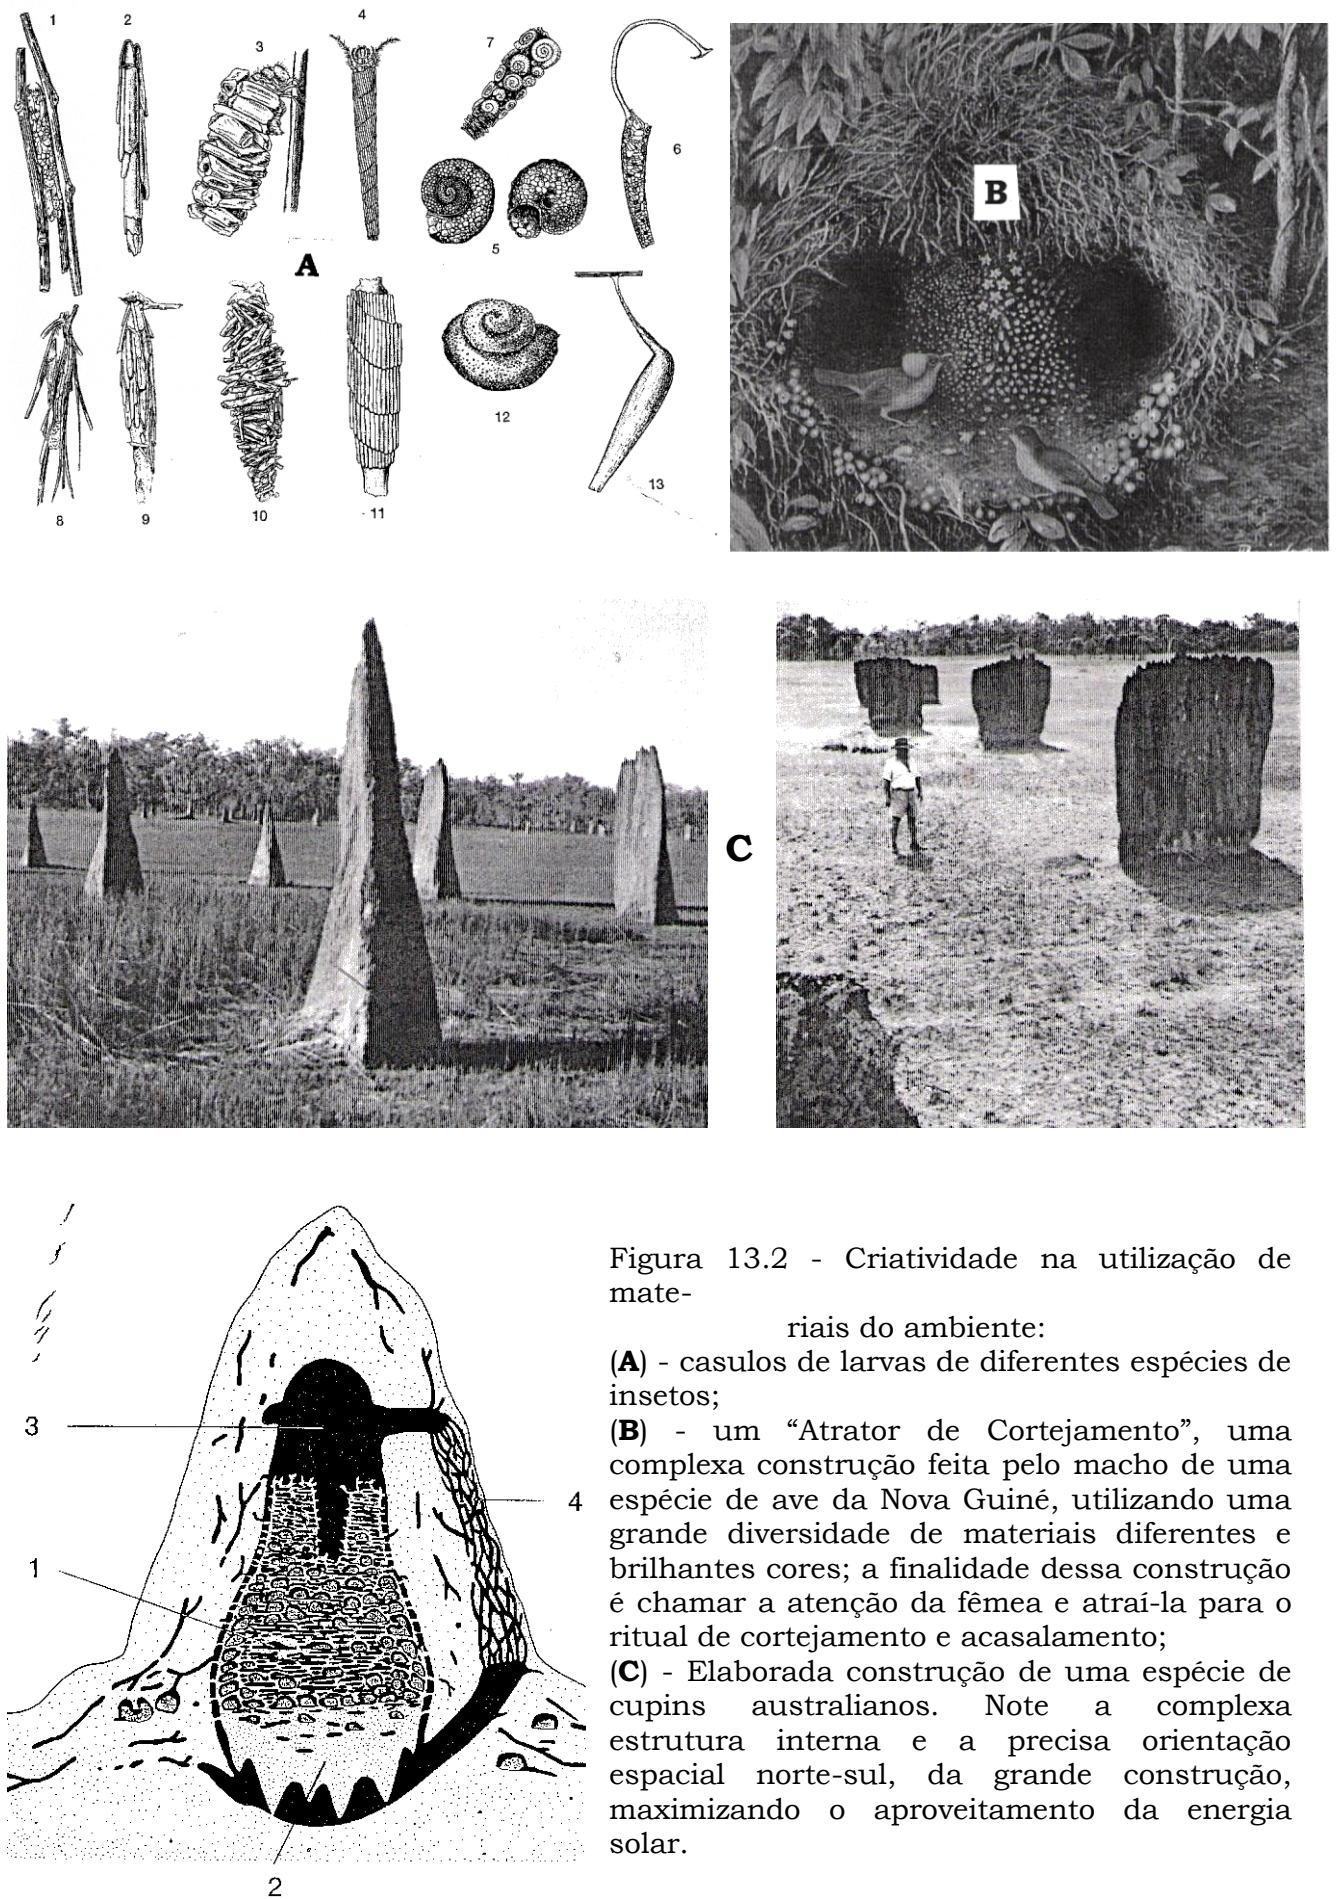 1
2
3
4
7
6
5
A
8
9
10
11
12
13
B
C
3
4
1
2
Figura 13.2 - Criatividade na utilização de
mate-
riais do ambiente:
(A) - casulos de larvas de diferentes espécies de
insetos;
(B) - um “Atrator de Cortejamento”, uma
complexa construção feita pelo macho de uma
espécie de ave da Nova Guiné, utilizando uma
grande diversidade de materiais diferentes e
brilhantes cores; a finalidade dessa construção
é chamar a atenção da fêmea e atraí-la para o
ritual de cortejamento e acasalamento;
(C) - Elaborada construção de uma espécie de
cupins australianos. Note a complexa
estrutura interna e a precisa orientação
espacial norte-sul, da grande construção,
maximizando o aproveitamento da energia
solar.